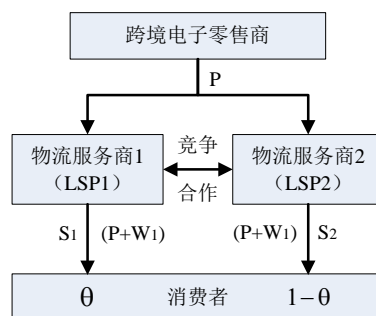 跨境电子零售商
P
物流服务商1
（LSP1）
竞争
合作
物流服务商2
（LSP2）
S1 (P+W1) (P+W1) S2
θ 消费者 1−θ